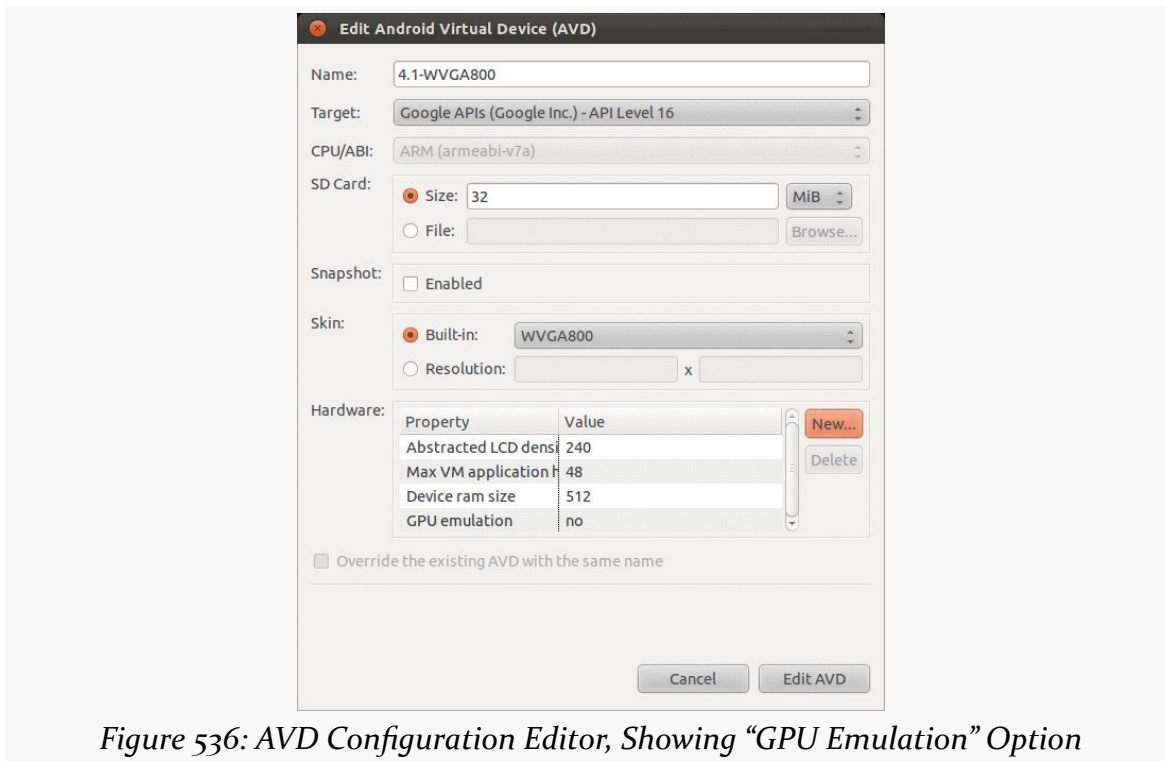 Edit Android Virtual Device (AVD)
Name: 4.1-WVGA800
Target: Google APIs (Google Inc.) - API Level 16
CPU/ABI: ARM (armeabi-v7a)
SD Card:
Size: 32 MiB
File: Browse...
Snapshot: Enabled
Skin:
Built-in: WVGA800
Resolution: x
Hardware:
Property Value New...
Abstracted LCD densi 240
Delete
Max VM application h 48
Device ram size 512
GPU emulation no
Override the existing AVD with the same name
Cancel Edit AVD
Figure 536: AVD Configuration Editor, Showing “GPU Emulation” Option